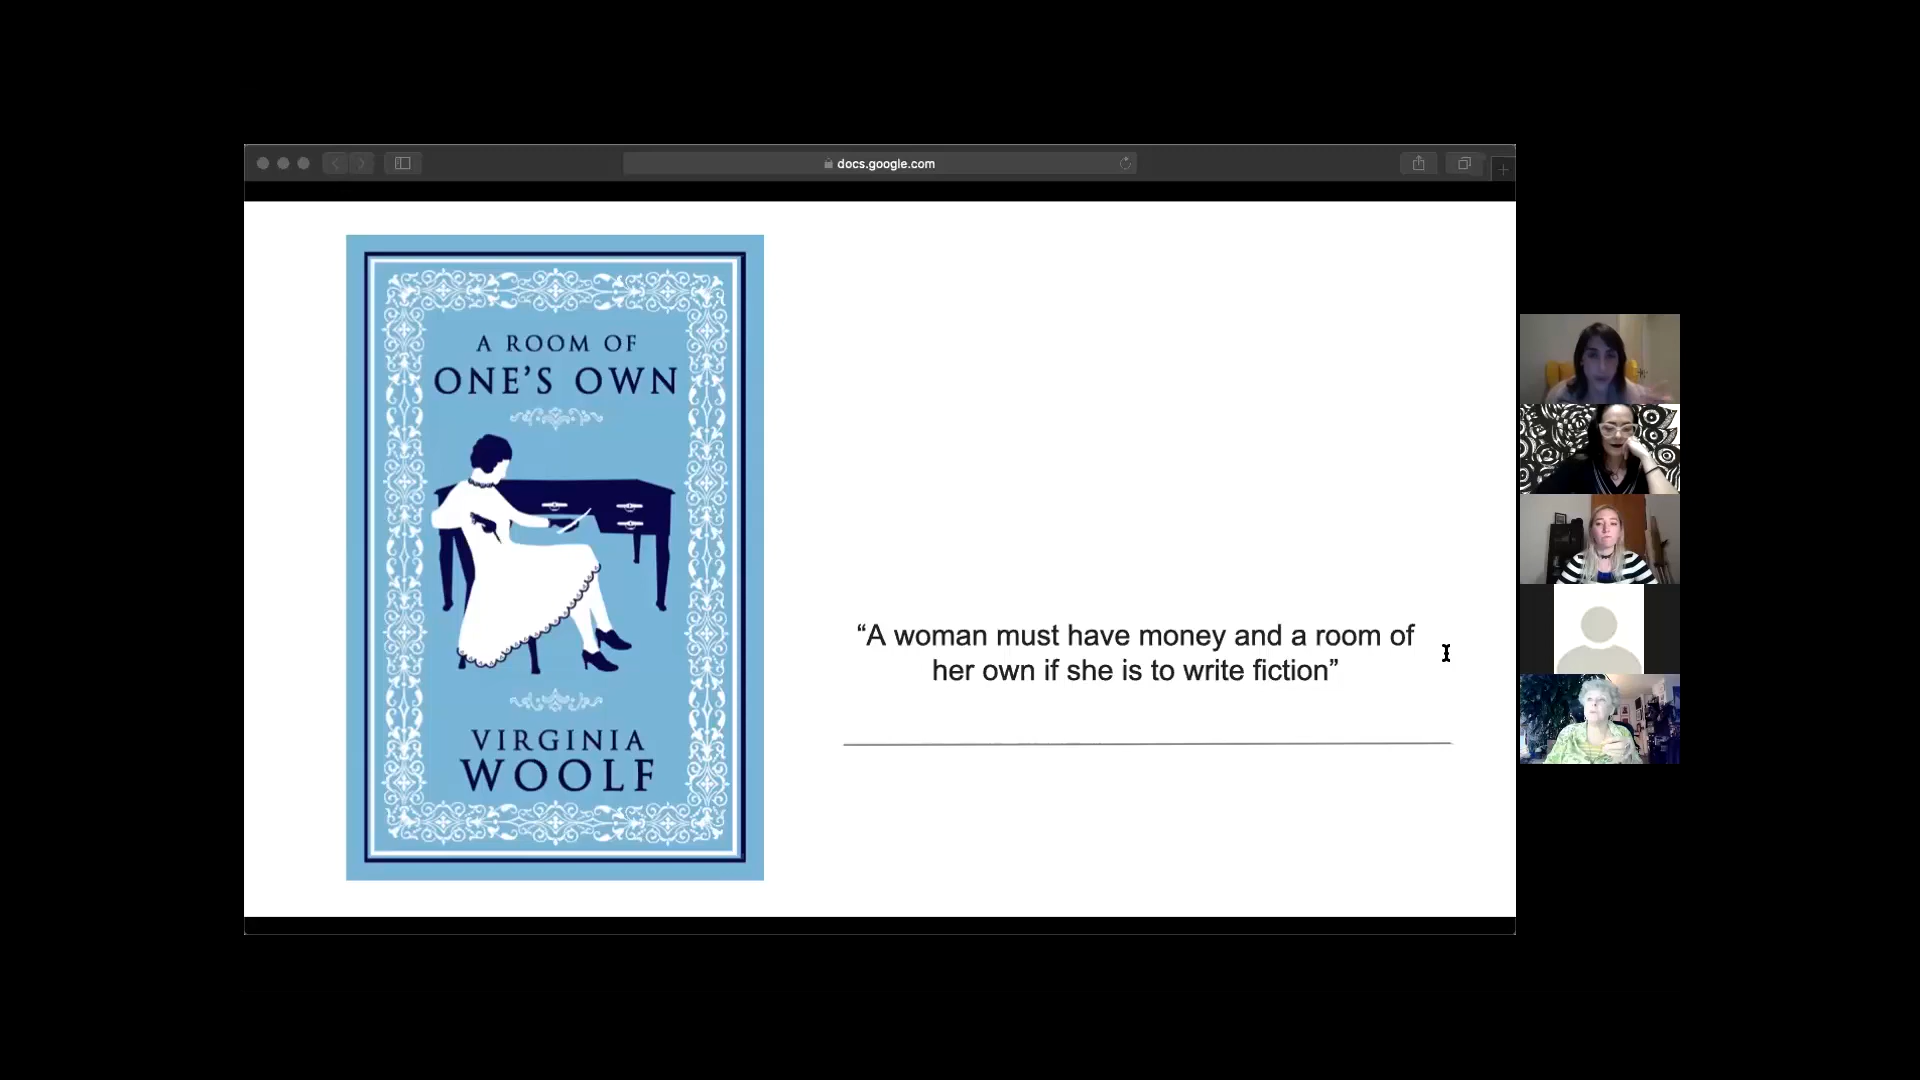 docs.google.com
A ROOM OF
ONE’S OWN
VIRGINIA
WOOLF
“A woman must have money and a room of
her own if she is to write fiction”